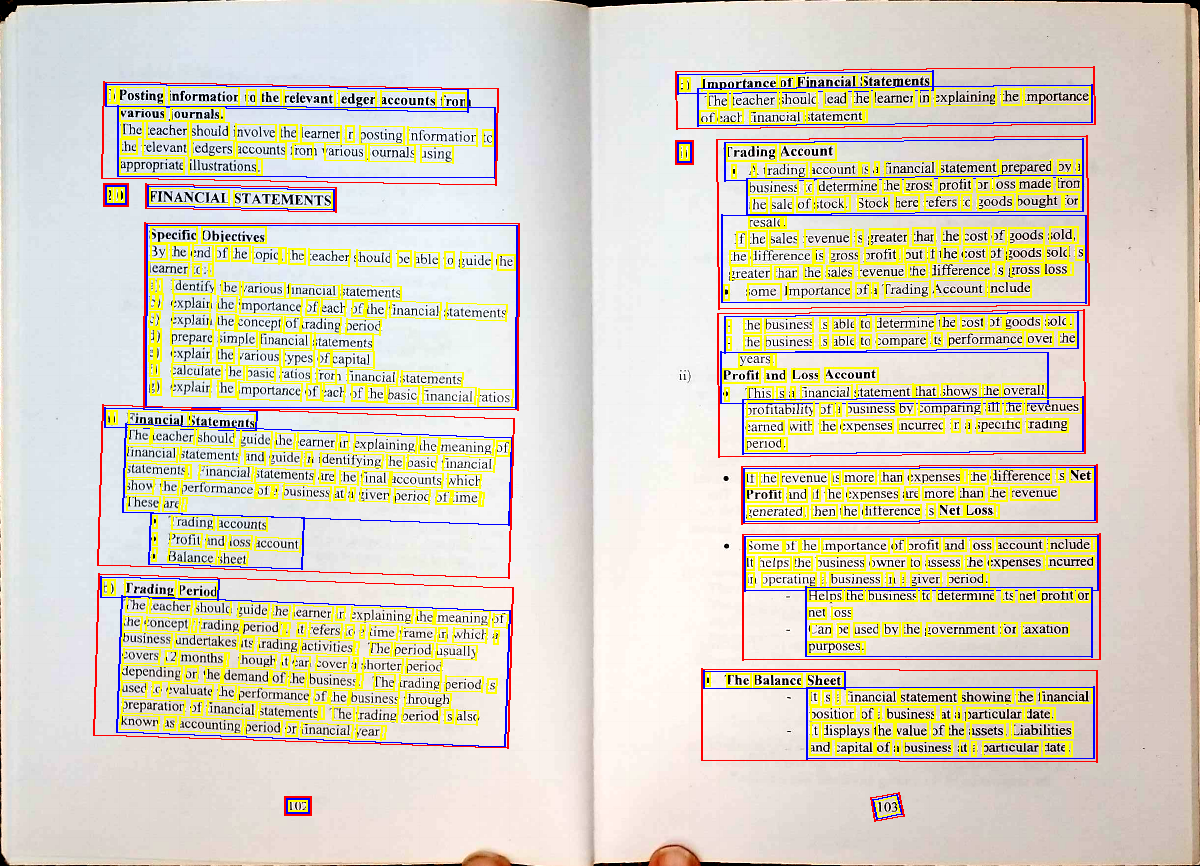 Posting information to the relevant ledger accounts from
various journals.
The teacher should involve the learner in posting information to
the relevant ledgers accounts from various journals using
appropriate illustrations.
FINANCIAL STATEMENTS
Specific Objectives
By the end of the topic, the teacher should be able to guide the
learner to:-
a) Identify the various financial statements
b) explain the importance of each of the financial statements
c) explain the concept of trading period
d) prepare simple financial statements
e) explain the various types of capital
f) calculate the basic ratios from financial statements
g) explain the importance of each of the basic financial ratios
Financial Statements
The teacher should guide the learner in explaining the meaning of
financial statements and guide in identifying the basic financial
statements. Financial statements are the final accounts which
show the performance of a business at a given period of time.
These are
• Trading accounts
• Profit and loss account
• Balance sheet
Trading Period
The teacher should guide the learner in explaining the meaning of
the concept trading period. It refers to a time frame in which a
business undertakes its trading activities. The period usually
covers 12 months though it can cover a shorter period
depending on the demand of the business. The trading period is
used to evaluate the performance of the business through
preparation of financial statements. The trading period is also
known as accounting period or financial year.
102
Importance of Financial Statements
The teacher should lead the learner in explaining the importance
of each financial statement
i) Trading Account
• A trading account is a financial statement prepared by a
business to determine the gross profit or loss made from
the sale of stock. Stock here refers to goods bought for
resale.
If the sales revenue is greater than the cost of goods sold,
the difference is gross profit, but if the cost of goods sold is
greater than the sales revenue the difference is gross loss
• some Importance of a Trading Account include
- the business is able to determine the cost of goods sold.
- the business is able to compare its performance over the
years.
ii) Profit and Loss Account
• This is a financial statement that shows the overall
profitability of a business by comparing all the revenues
earned with the expenses incurred in a specific trading
period.
• If the revenue is more than expenses the difference is Net
Profit and if the expenses are more than the revenue
generated, then the difference is Net Loss
• Some of the importance of profit and loss account include
It helps the business owner to assess the expenses incurred
in operating a business in a given period.
- Helps the business to determine its net profit or
net loss
- Can be used by the government for taxation
purposes.
The Balance Sheet
- It is a financial statement showing the financial
position of a business at a particular date.
- It displays the value of the assets, Liabilities
and capital of a business at a particular date.
103